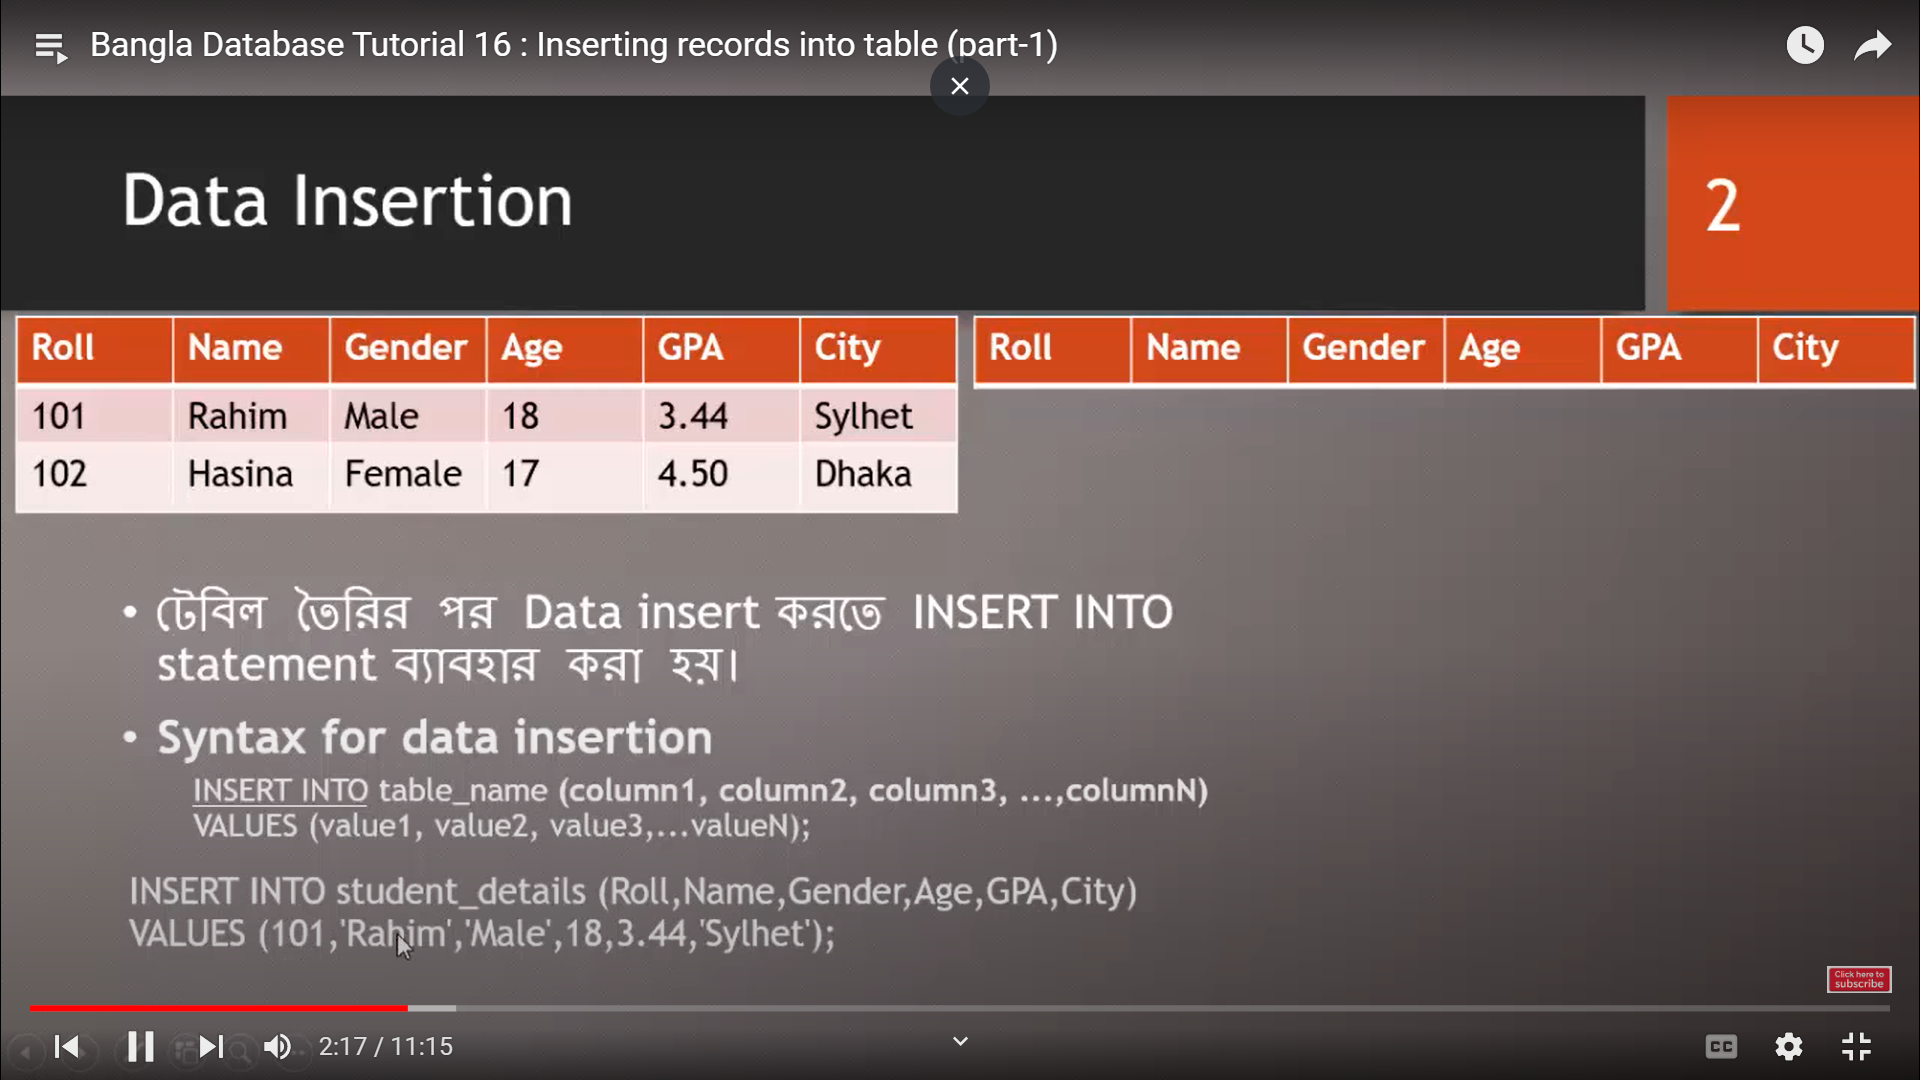 Bangla Database Tutorial 16 : Inserting records into table (part-1)
Data Insertion
2
Roll Name Gender Age GPA City
101 Rahim Male 18 3.44 Sylhet
102 Hasina Female 17 4.50 Dhaka
Roll Name Gender Age GPA City
• টেবিল তৈরির পর Data insert করতে INSERT INTO
statement ব্যাবহার করা হয়।
• Syntax for data insertion
INSERT INTO table_name (column1, column2, column3, ...,columnN)
VALUES (value1, value2, value3,...valueN);
INSERT INTO student_details (Roll,Name,Gender,Age,GPA,City)
VALUES (101,'Rahim','Male',18,3.44,'Sylhet');
Click here to
subscribe
2:17 / 11:15
CC